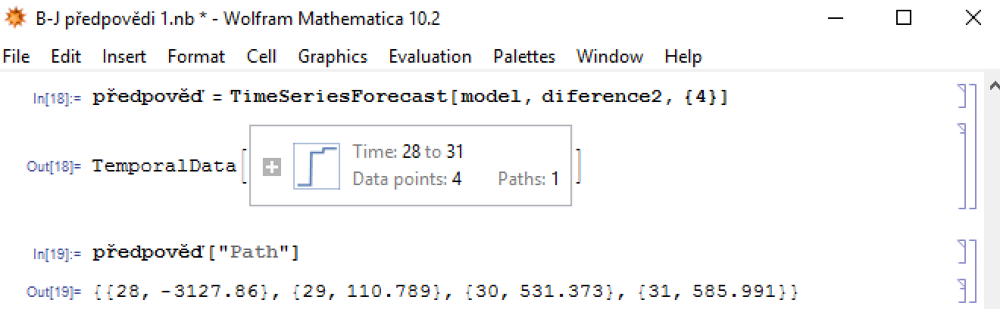 B-J předpovědi 1.nb * - Wolfram Mathematica 10.2
File Edit Insert Format Cell Graphics Evaluation Palettes Window Help
In[18]:= předpověď = TimeSeriesForecast[model, diference2, {4}]
Time: 28 to 31
Out[18]= TemporalData[ ]
Data points: 4 Paths: 1
In[19]:= předpověď["Path"]
Out[19]= {{28, -3127.86}, {29, 110.789}, {30, 531.373}, {31, 585.991}}